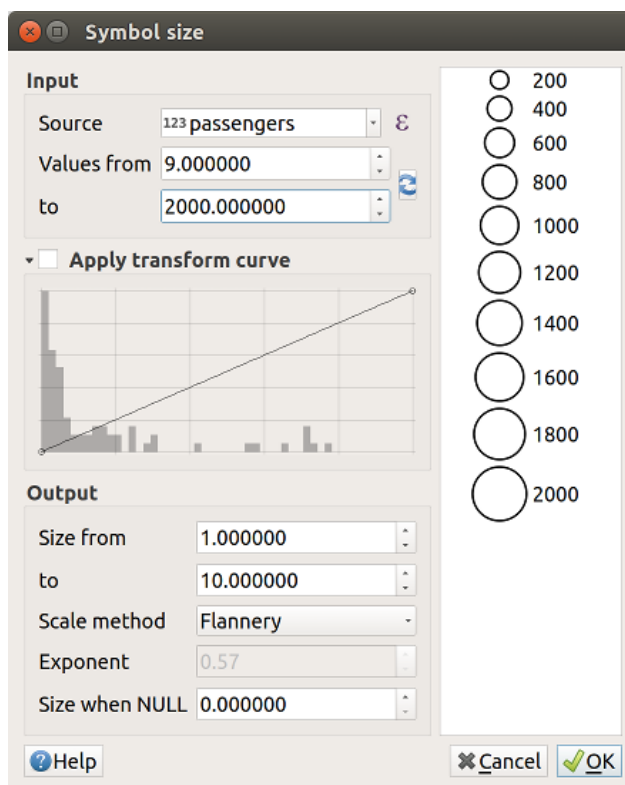 Symbol size
Input
Source 123 passengers ε
Values from 9.000000
to 2000.000000
Apply transform curve
Output
Size from 1.000000
to 10.000000
Scale method Flannery
Exponent 0.57
Size when NULL 0.000000
Help
200
400
600
800
1000
1200
1400
1600
1800
2000
Cancel OK